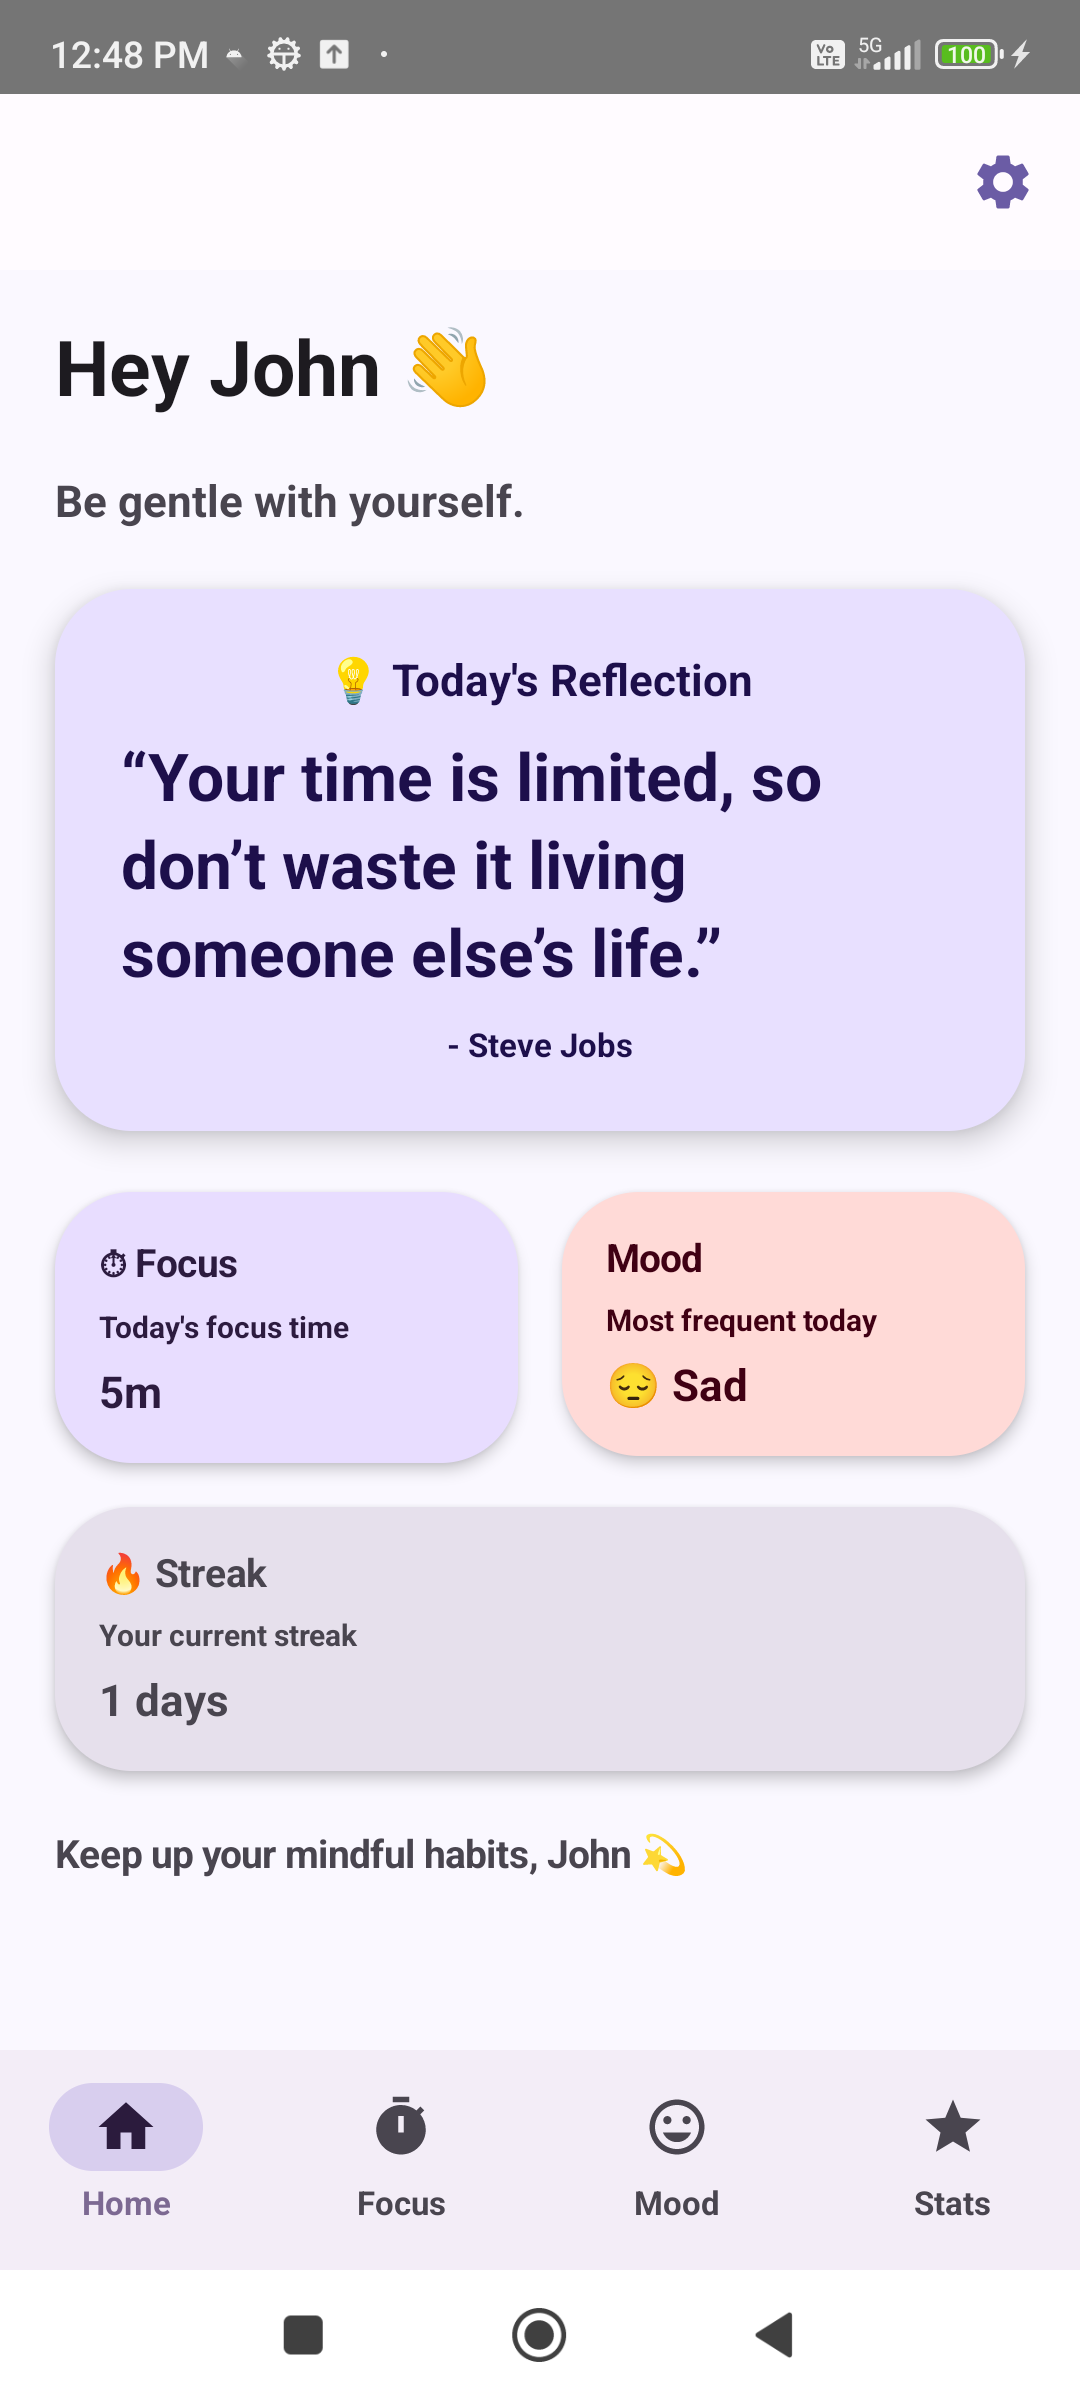 12:48 PM
Vo LTE 5G 100
Hey John 👋
Be gentle with yourself.
💡 Today's Reflection
“Your time is limited, so
don’t waste it living
someone else’s life.”
- Steve Jobs
⏱ Focus
Today's focus time
5m
Mood
Most frequent today
😔 Sad
🔥 Streak
Your current streak
1 days
Keep up your mindful habits, John 💫
Home
Focus
Mood
Stats